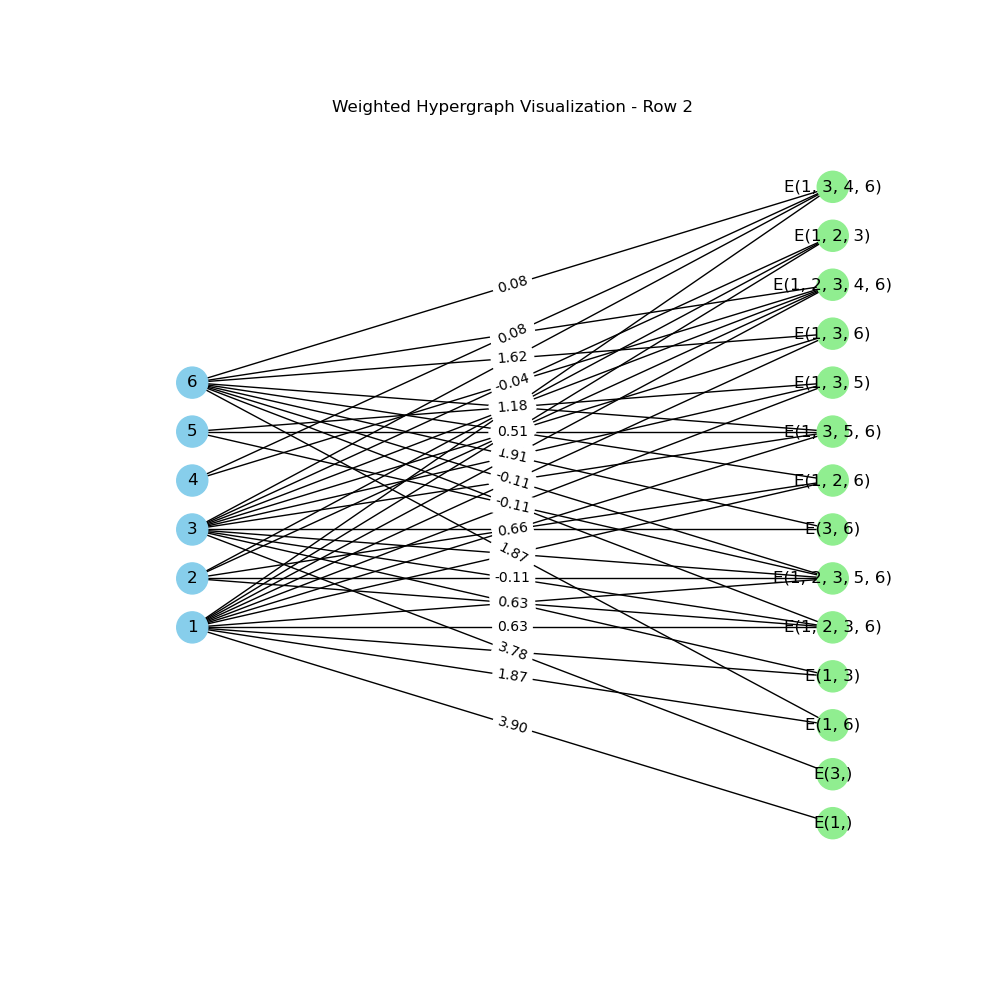 Weighted Hypergraph Visualization - Row 2
E(1, 3, 4, 6)
E(1, 2, 3)
E(1, 2, 3, 4, 6)
E(1, 3, 6)
E(1, 3, 5)
E(1, 3, 5, 6)
E(1, 2, 6)
E(3, 6)
E(1, 2, 3, 5, 6)
E(1, 2, 3, 6)
E(1, 3)
E(1, 6)
E(3,)
E(1,)
6
5
4
3
2
1
0.08
0.08
1.62
-0.04
1.18
0.51
1.91
-0.11
-0.11
0.66
1.87
-0.11
0.63
0.63
3.78
1.87
3.90